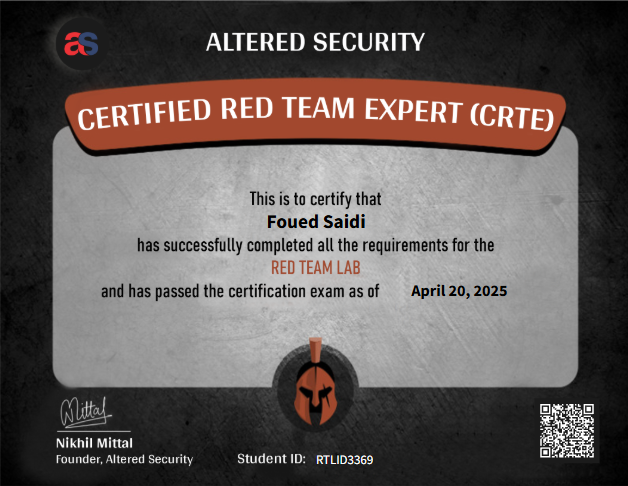 as
ALTERED SECURITY
CERTIFIED RED TEAM EXPERT (CRTE)
This is to certify that
Foued Saidi
has successfully completed all the requirements for the
RED TEAM LAB
and has passed the certification exam as of April 20, 2025
Mittal
Nikhil Mittal
Founder, Altered Security
Student ID: RTLID3369